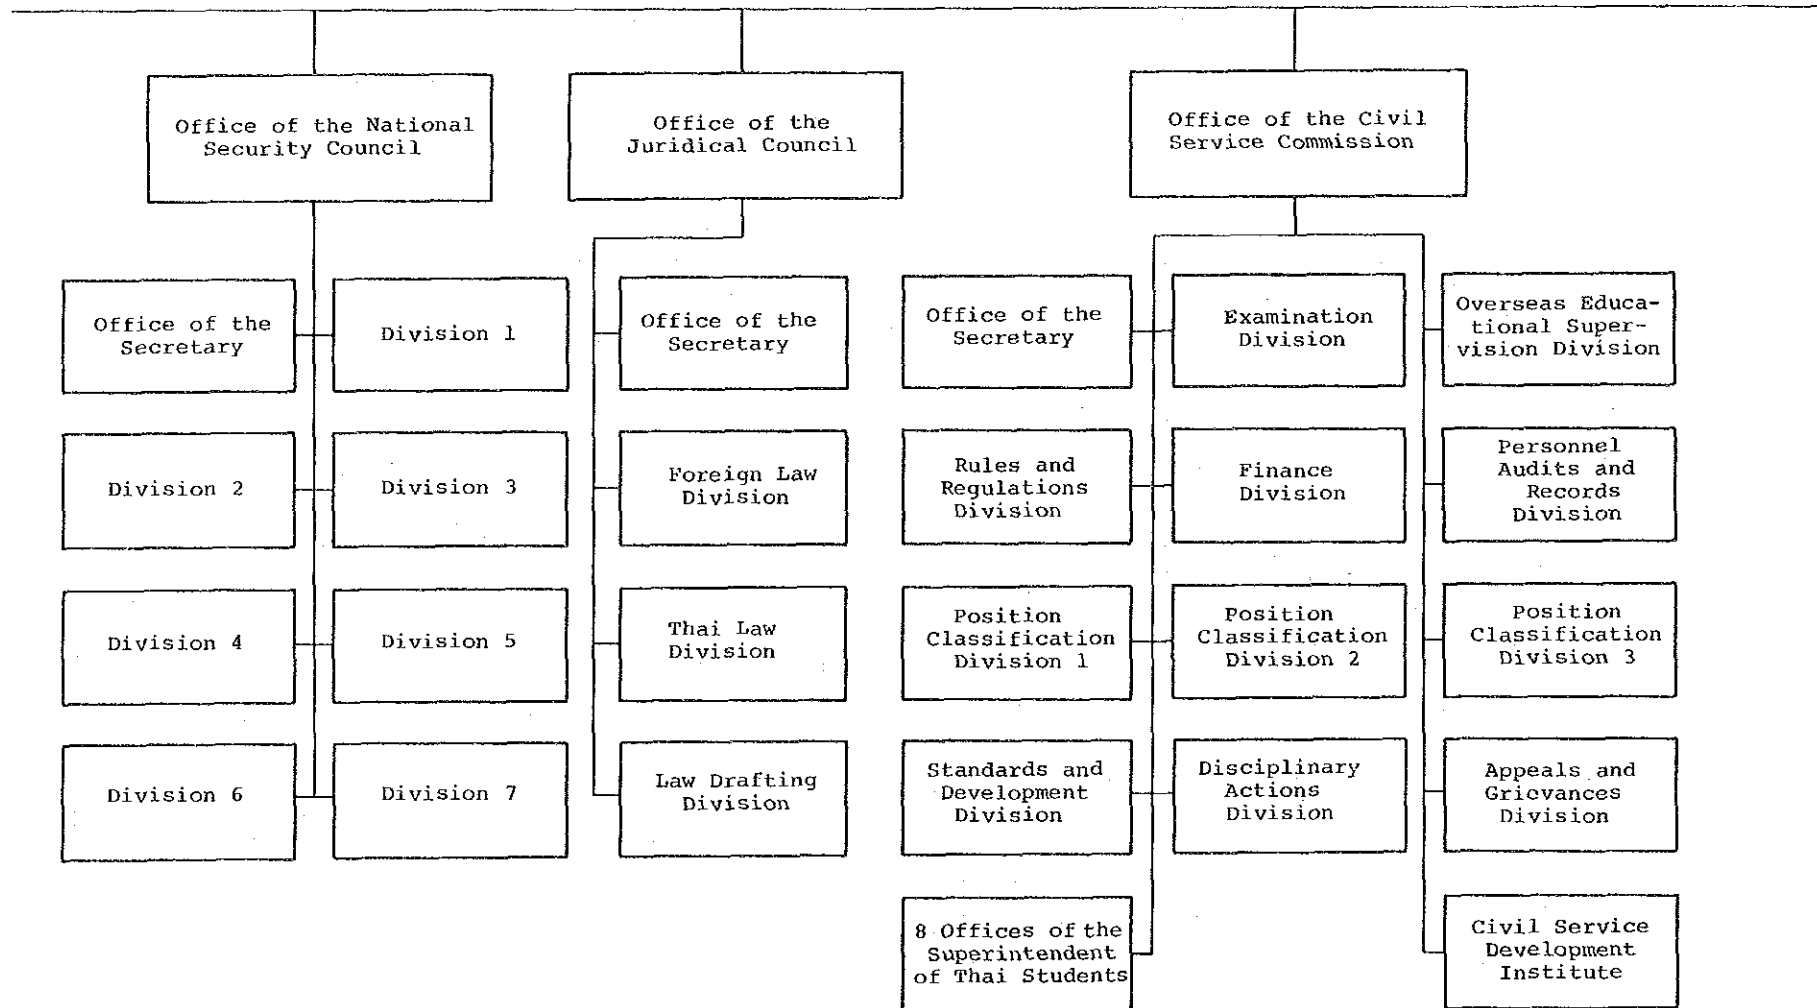 Office of the National
Security Council
Office of the
Juridical Council
Office of the Civil
Service Commission
Office of the
Secretary
Division 1
Office of the
Secretary
Office of the
Secretary
Examination
Division
Overseas Educa-
tional Super-
vision Division
Division 2
Division 3
Foreign Law
Division
Rules and
Regulations
Division
Finance
Division
Personnel
Audits and
Records
Division
Division 4
Division 5
Thai Law
Division
Position
Classification
Division 1
Position
Classification
Division 2
Position
Classification
Division 3
Division 6
Division 7
Law Drafting
Division
Standards and
Development
Division
Disciplinary
Actions
Division
Appeals and
Grievances
Division
8 Offices of the
Superintendent
of Thai Students
Civil Service
Development
Institute